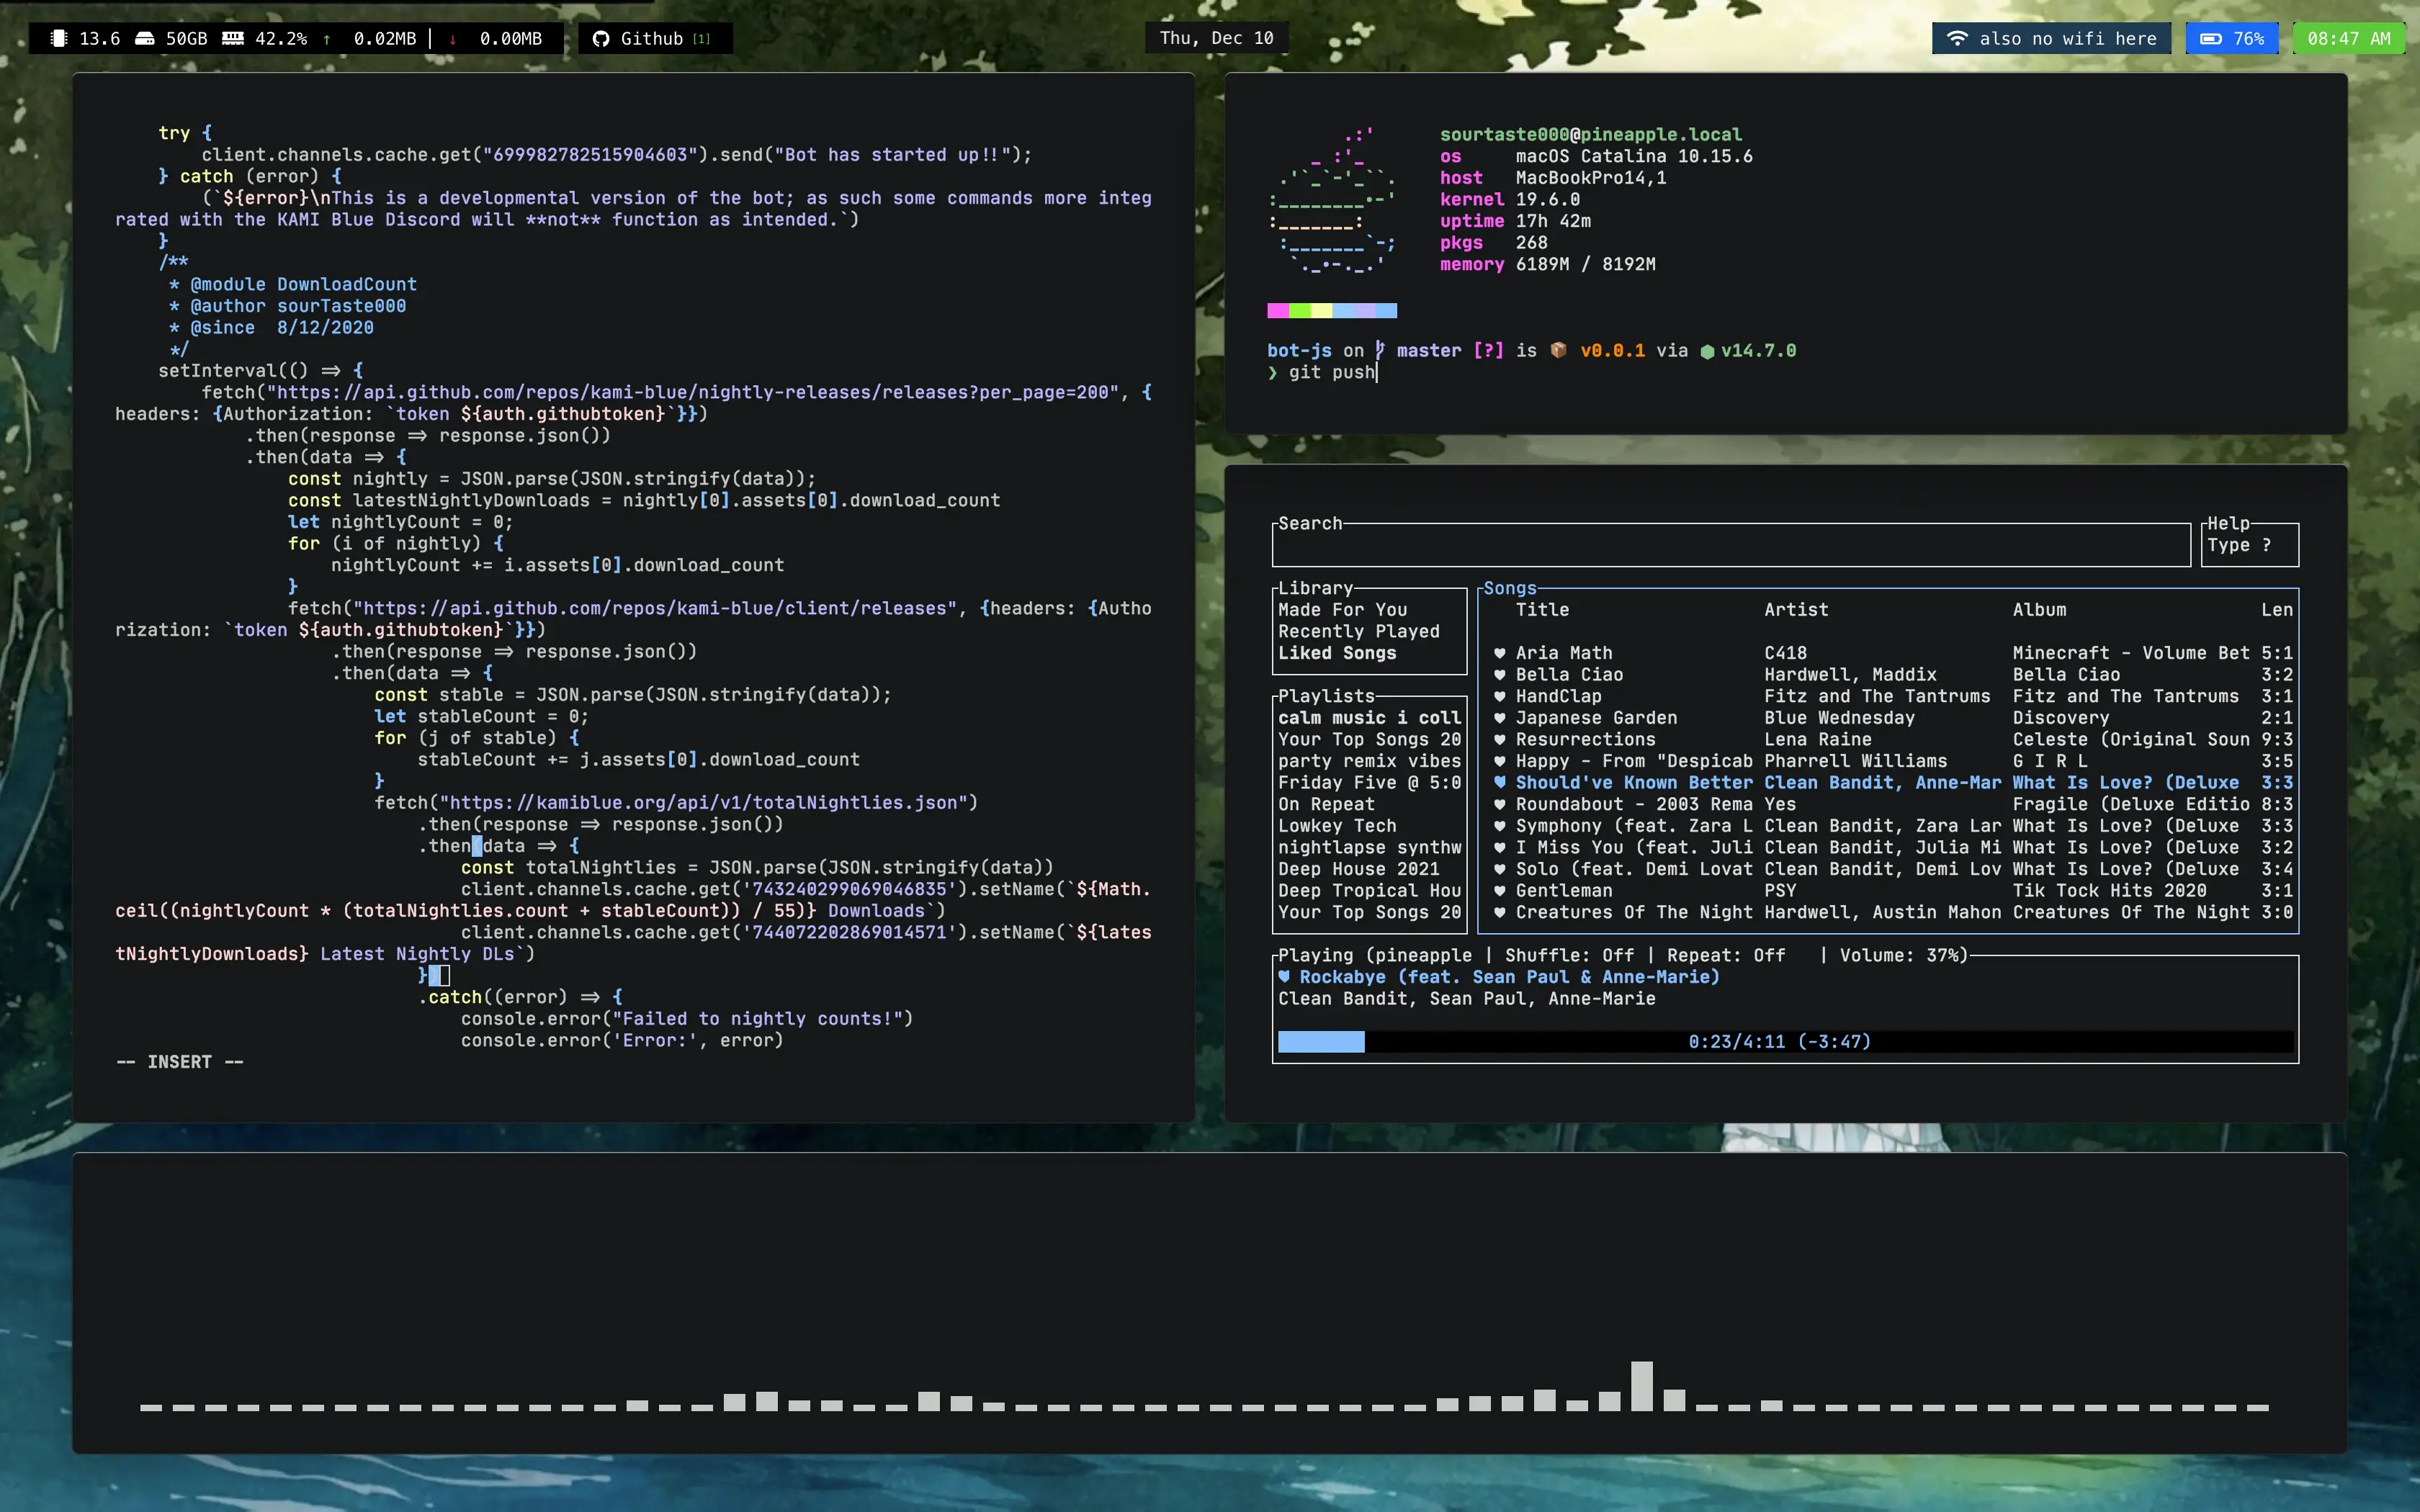 13.6 50GB 42.2% ↑ 0.02MB | ↓ 0.00MB
Github [1]
Thu, Dec 10
also no wifi here
76%
08:47 AM
try {
client.channels.cache.get("699982782515904603").send("Bot has started up!!");
} catch (error) {
(`${error}\nThis is a developmental version of the bot; as such some commands more integ
rated with the KAMI Blue Discord will **not** function as intended.`)
}
/**
* @module DownloadCount
* @author sourTaste000
* @since  8/12/2020
*/
setInterval(() => {
fetch("https://api.github.com/repos/kami-blue/nightly-releases/releases?per_page=200", {
headers: {Authorization: `token ${auth.githubtoken}`}})
.then(response => response.json())
.then(data => {
const nightly = JSON.parse(JSON.stringify(data));
const latestNightlyDownloads = nightly[0].assets[0].download_count
let nightlyCount = 0;
for (i of nightly) {
nightlyCount += i.assets[0].download_count
}
fetch("https://api.github.com/repos/kami-blue/client/releases", {headers: {Autho
rization: `token ${auth.githubtoken}`}})
.then(response => response.json())
.then(data => {
const stable = JSON.parse(JSON.stringify(data));
let stableCount = 0;
for (j of stable) {
stableCount += j.assets[0].download_count
}
fetch("https://kamiblue.org/api/v1/totalNightlies.json")
.then(response => response.json())
.then(data => {
const totalNightlies = JSON.parse(JSON.stringify(data))
client.channels.cache.get('743240299069046835').setName(`${Math.
ceil((nightlyCount * (totalNightlies.count + stableCount)) / 55)} Downloads`)
client.channels.cache.get('744072202869014571').setName(`${lates
tNightlyDownloads} Latest Nightly DLs`)
})
.catch((error) => {
console.error("Failed to nightly counts!")
console.error('Error:', error)
-- INSERT --
sourtaste000@pineapple.local
os macOS Catalina 10.15.6
host MacBookPro14,1
kernel 19.6.0
uptime 17h 42m
pkgs 268
memory 6189M / 8192M
bot-js on master [?] is 📦 v0.0.1 via v14.7.0
❯ git push
Search
Help
Type ?
Library
Made For You
Recently Played
Liked Songs
Playlists
calm music i coll
Your Top Songs 20
party remix vibes
Friday Five @ 5:0
On Repeat
Lowkey Tech
nightlapse synthw
Deep House 2021
Deep Tropical Hou
Your Top Songs 20
Songs
Title Artist Album Len
♥ Aria Math C418 Minecraft - Volume Bet 5:1
♥ Bella Ciao Hardwell, Maddix Bella Ciao 3:2
♥ HandClap Fitz and The Tantrums Fitz and The Tantrums 3:1
♥ Japanese Garden Blue Wednesday Discovery 2:1
♥ Resurrections Lena Raine Celeste (Original Soun 9:3
♥ Happy - From "Despicab Pharrell Williams G I R L 3:5
♥ Should've Known Better Clean Bandit, Anne-Mar What Is Love? (Deluxe 3:3
♥ Roundabout - 2003 Rema Yes Fragile (Deluxe Editio 8:3
♥ Symphony (feat. Zara L Clean Bandit, Zara Lar What Is Love? (Deluxe 3:3
♥ I Miss You (feat. Juli Clean Bandit, Julia Mi What Is Love? (Deluxe 3:2
♥ Solo (feat. Demi Lovat Clean Bandit, Demi Lov What Is Love? (Deluxe 3:4
♥ Gentleman PSY Tik Tock Hits 2020 3:1
♥ Creatures Of The Night Hardwell, Austin Mahon Creatures Of The Night 3:0
Playing (pineapple | Shuffle: Off | Repeat: Off   | Volume: 37%)
♥ Rockabye (feat. Sean Paul & Anne-Marie)
Clean Bandit, Sean Paul, Anne-Marie
0:23/4:11 (-3:47)